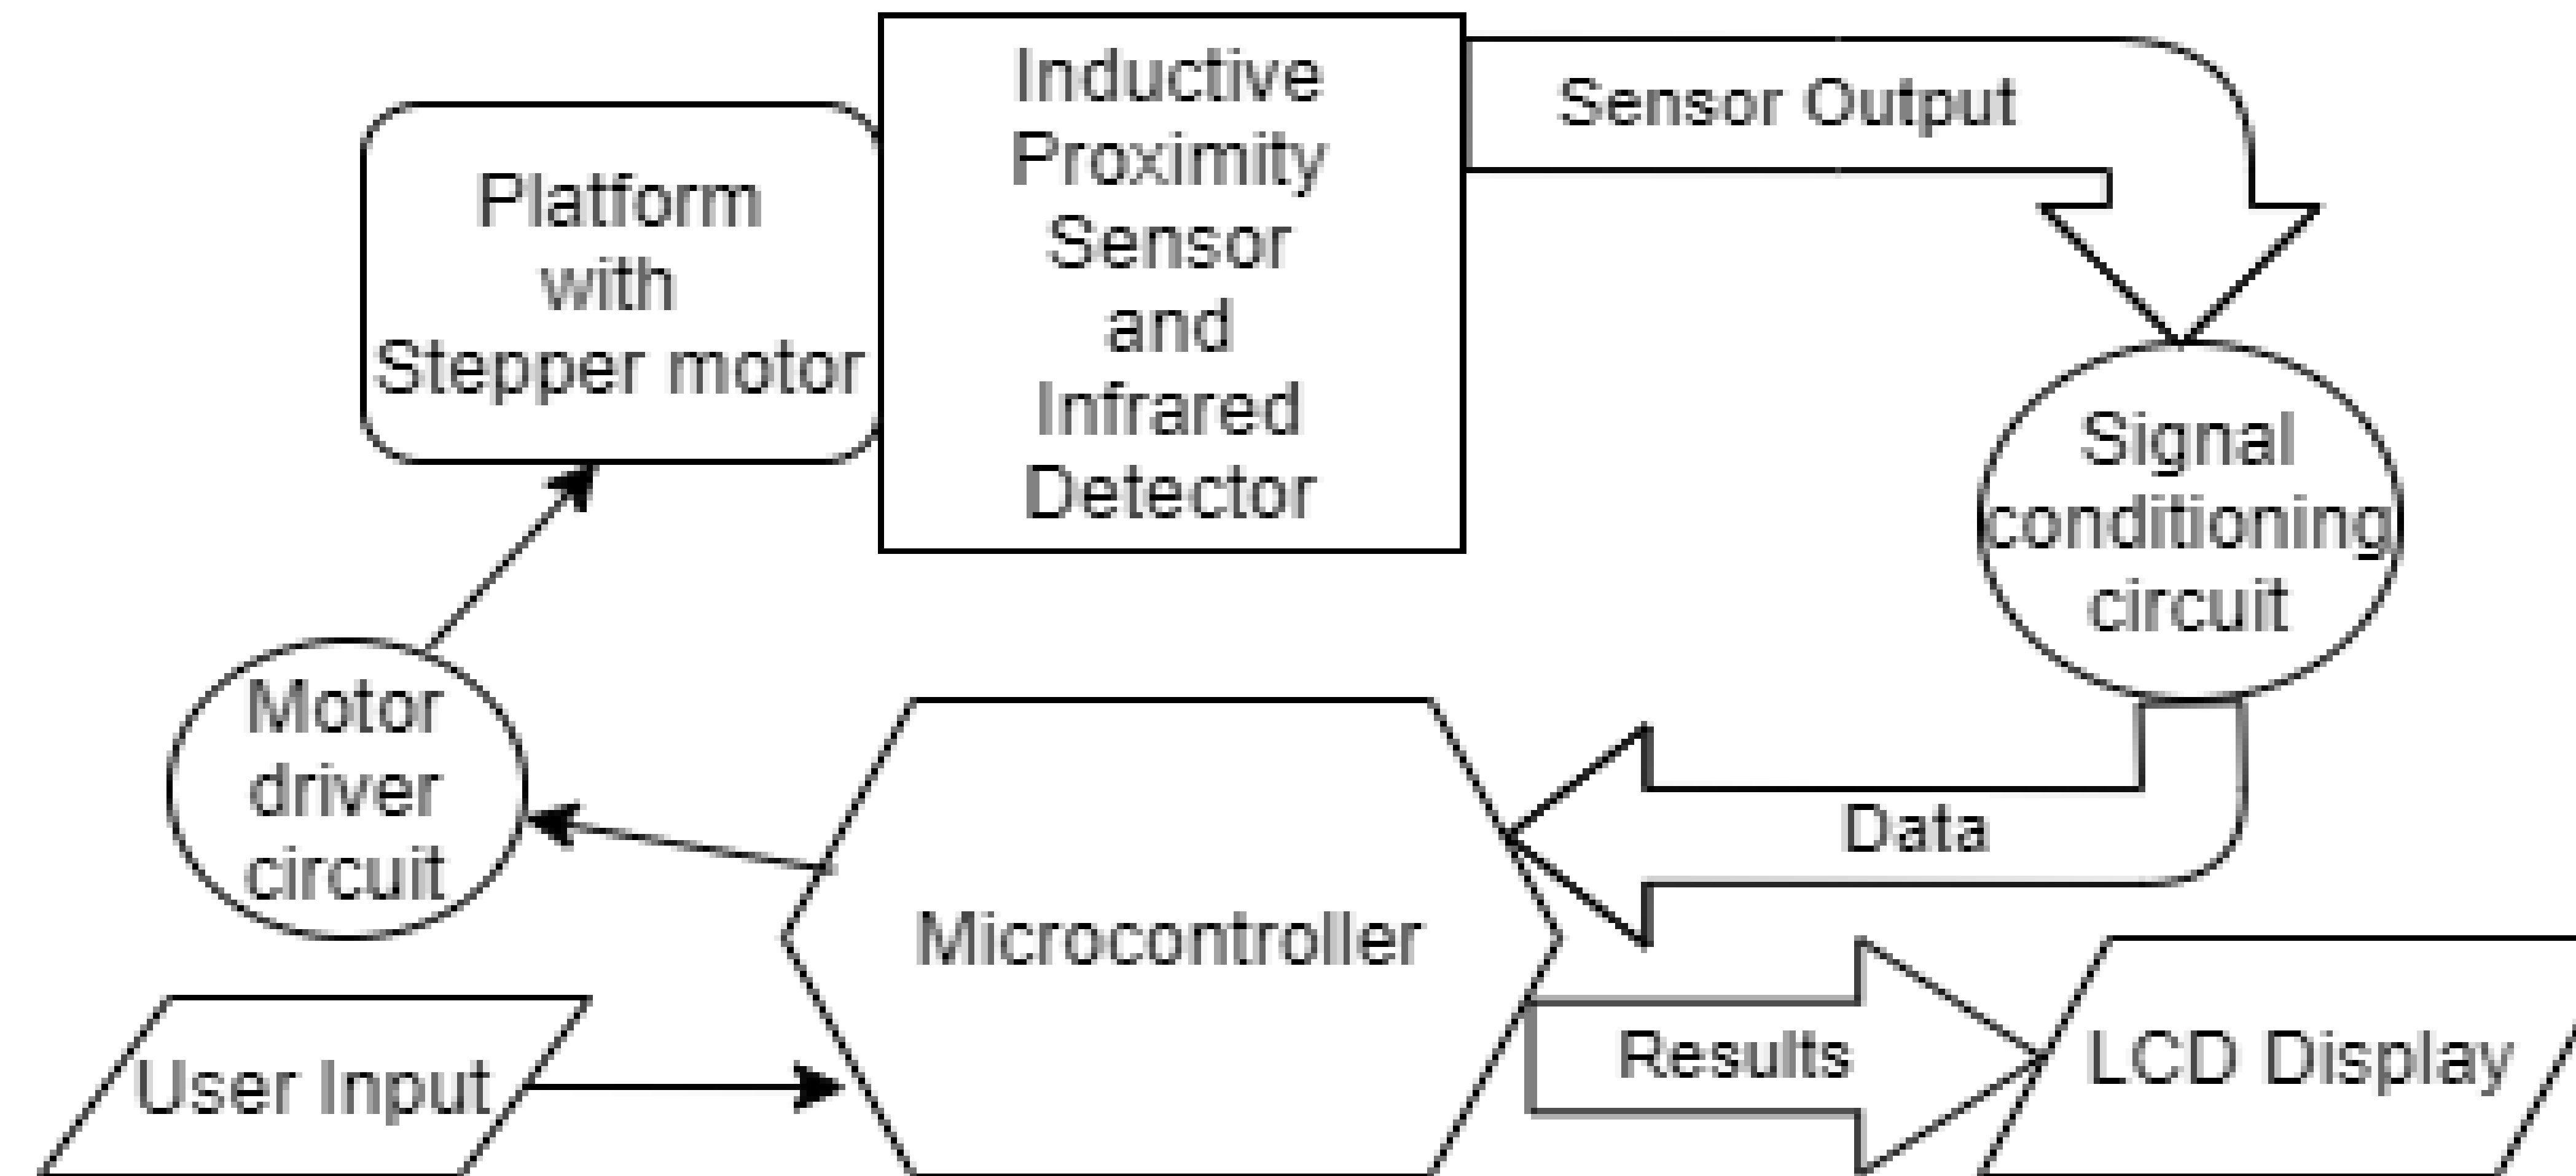 Inductive
Proximity
Sensor
and
Infrared
Detector
Sensor Output
Platform
with
Stepper motor
Signal
conditioning
circuit
Motor
driver
circuit
Data
Microcontroller
User Input
Results
LCD Display